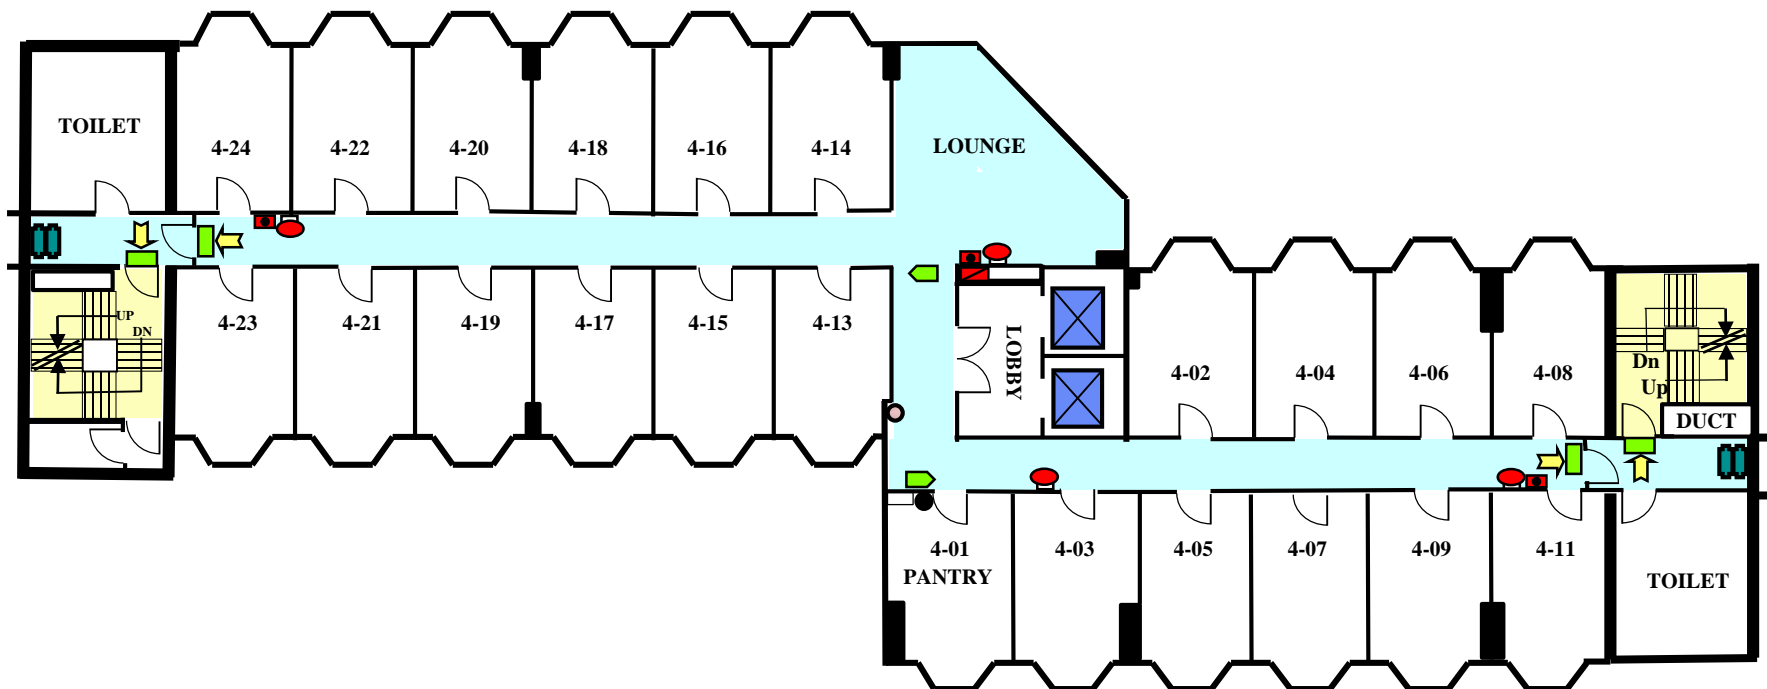 TOILET
4-24
4-22
4-20
4-18
4-16
4-14
LOUNGE
4-23
4-21
4-19
4-17
4-15
4-13
UP
DN
LOBBY
4-02
4-04
4-06
4-08
Dn
Up
DUCT
4-01
PANTRY
4-03
4-05
4-07
4-09
4-11
TOILET